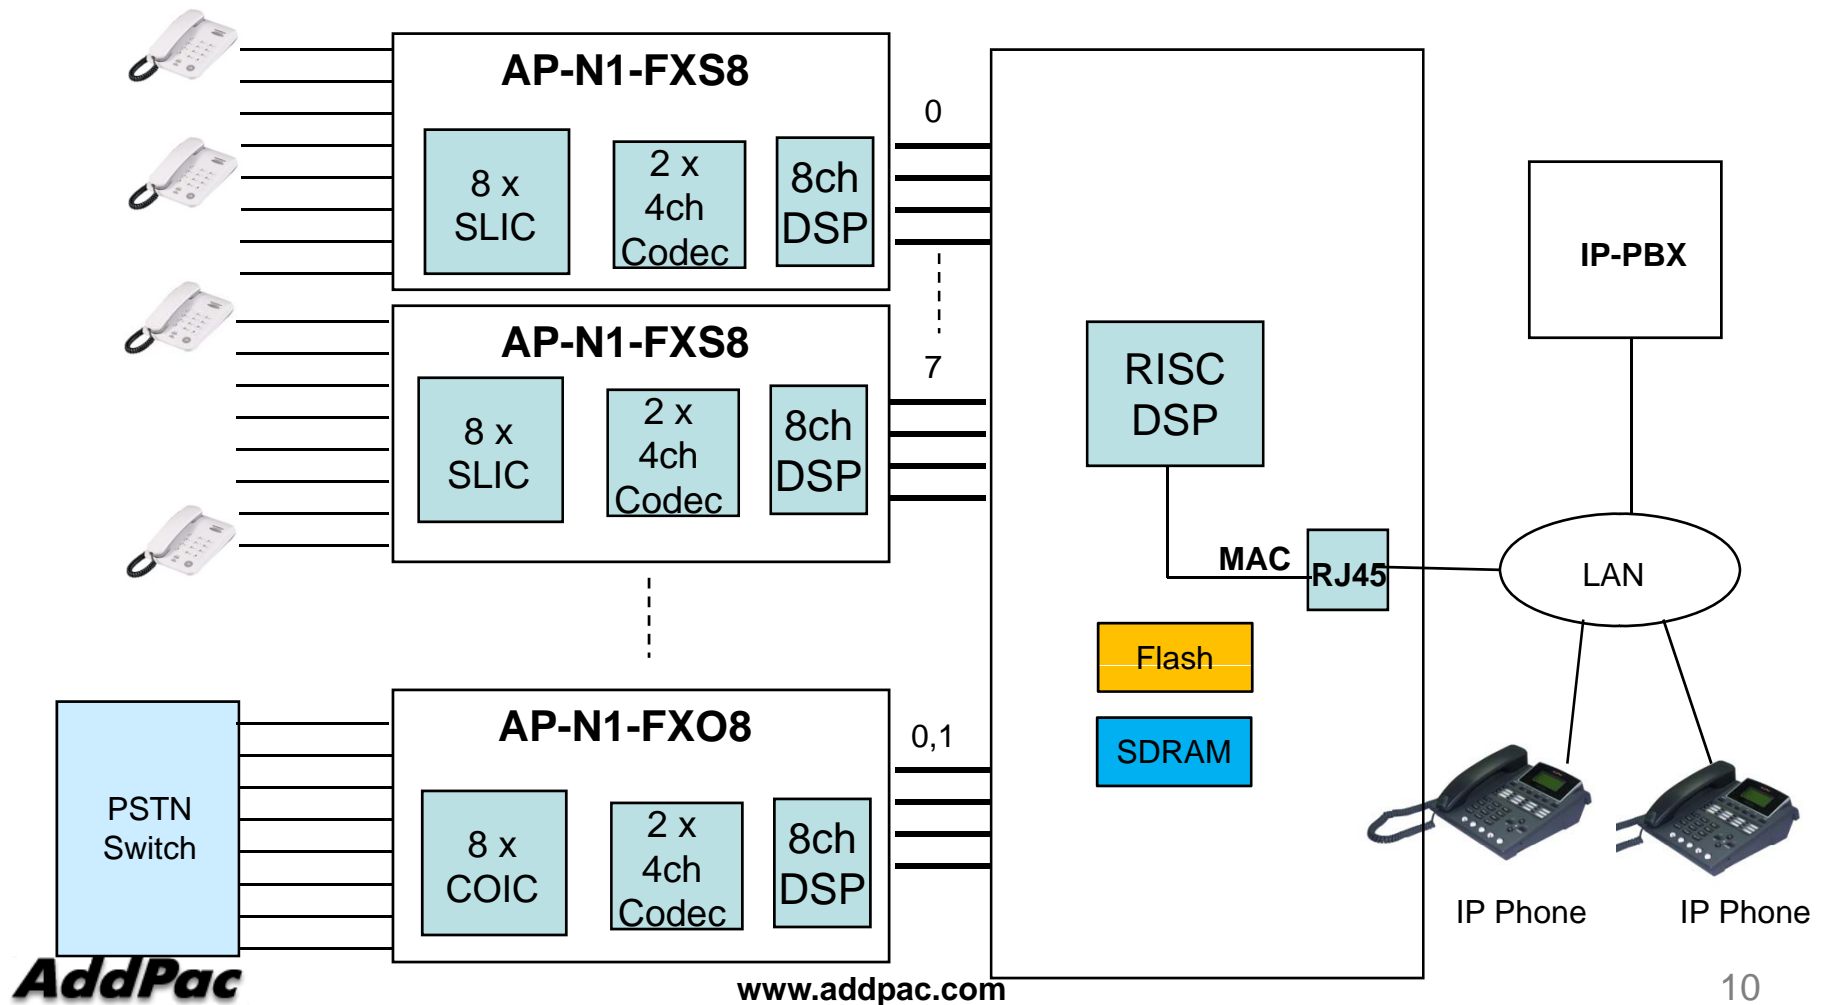 AP-N1-FXS8
8 x
SLIC
2 x
4ch
Codec
8ch
DSP
0
AP-N1-FXS8
8 x
SLIC
2 x
4ch
Codec
8ch
DSP
7
RISC
DSP
MAC
RJ45
Flash
SDRAM
IP-PBX
LAN
PSTN
Switch
AP-N1-FXO8
8 x
COIC
2 x
4ch
Codec
8ch
DSP
0,1
IP Phone
IP Phone
AddPac
www.addpac.com
10